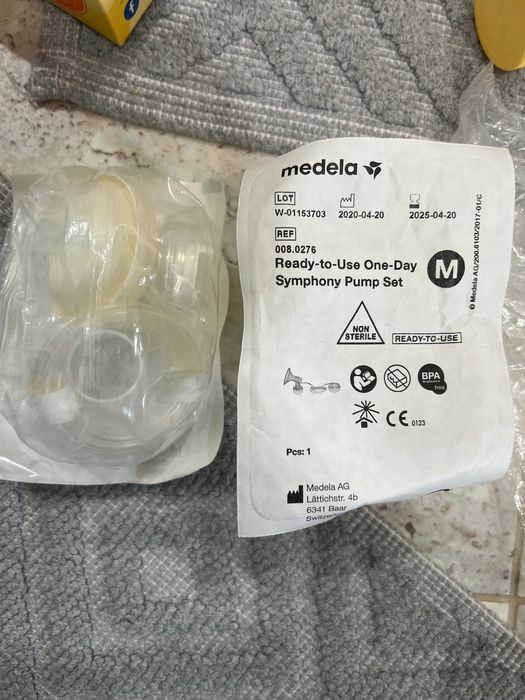 medela
LOT
W-01153703 2020-04-20 2025-04-20
REF
008.0276
Ready-to-Use One-Day
Symphony Pump Set
M
NON
STERILE
READY-TO-USE
BPA
free
CE 0123
Pcs: 1
Medela AG
Lättichstr. 4b
6341 Baar
© Medela AG/200.8103/2017-01/C